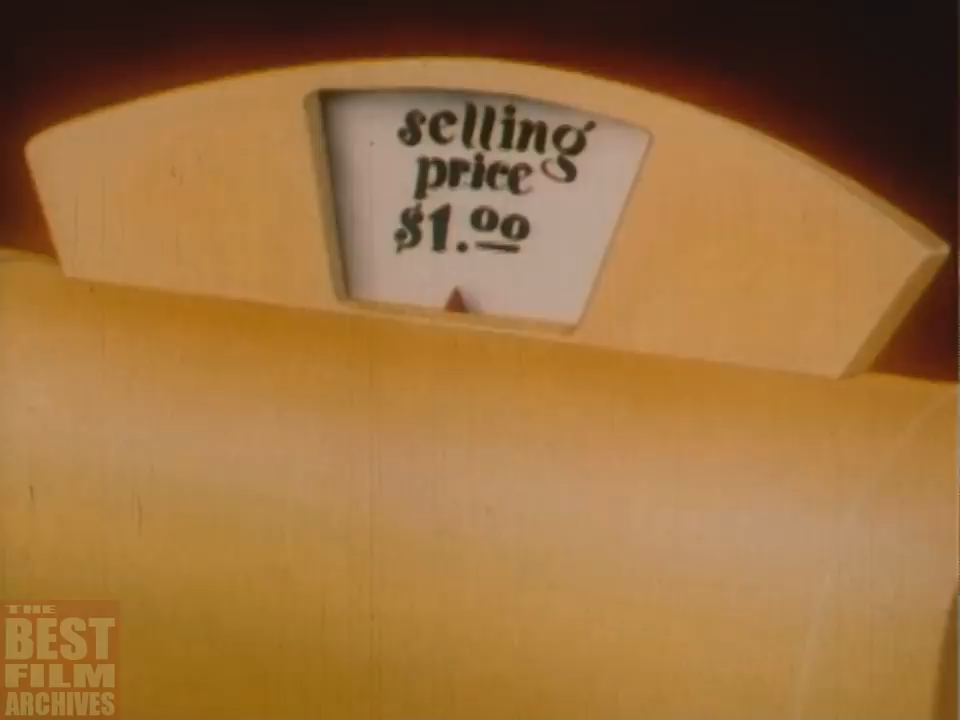 selling
price
$1.00
THE
BEST
FILM
ARCHIVES